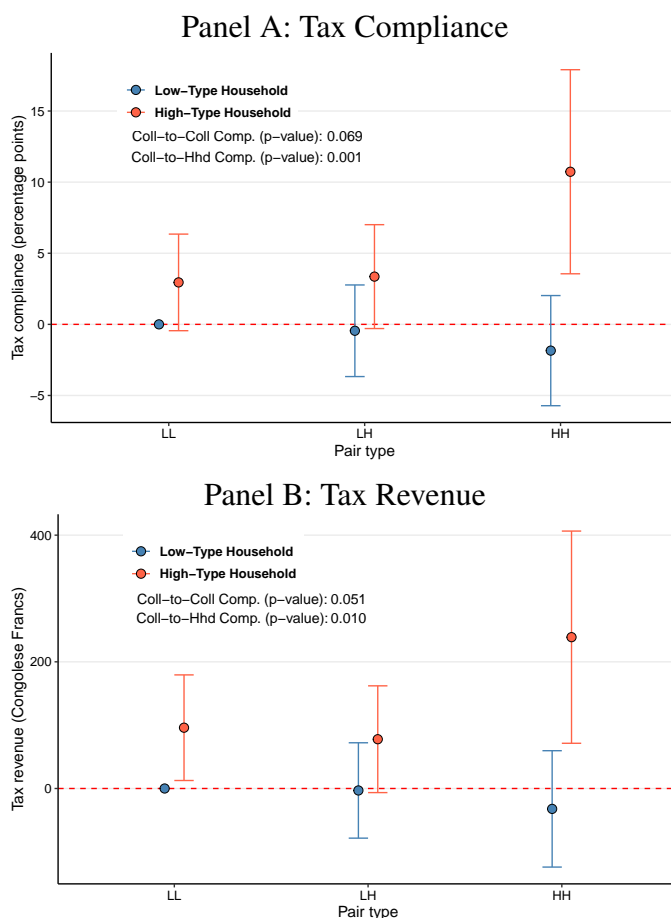 Panel A: Tax Compliance
Low−Type Household
High−Type Household
Coll−to−Coll Comp. (p−value): 0.069
Coll−to−Hhd Comp. (p−value): 0.001
Tax compliance (percentage points)
15
10
5
0
−5
LL
LH
HH
Pair type
Panel B: Tax Revenue
Low−Type Household
High−Type Household
Coll−to−Coll Comp. (p−value): 0.051
Coll−to−Hhd Comp. (p−value): 0.010
Tax revenue (Congolese Francs)
400
200
0
LL
LH
HH
Pair type